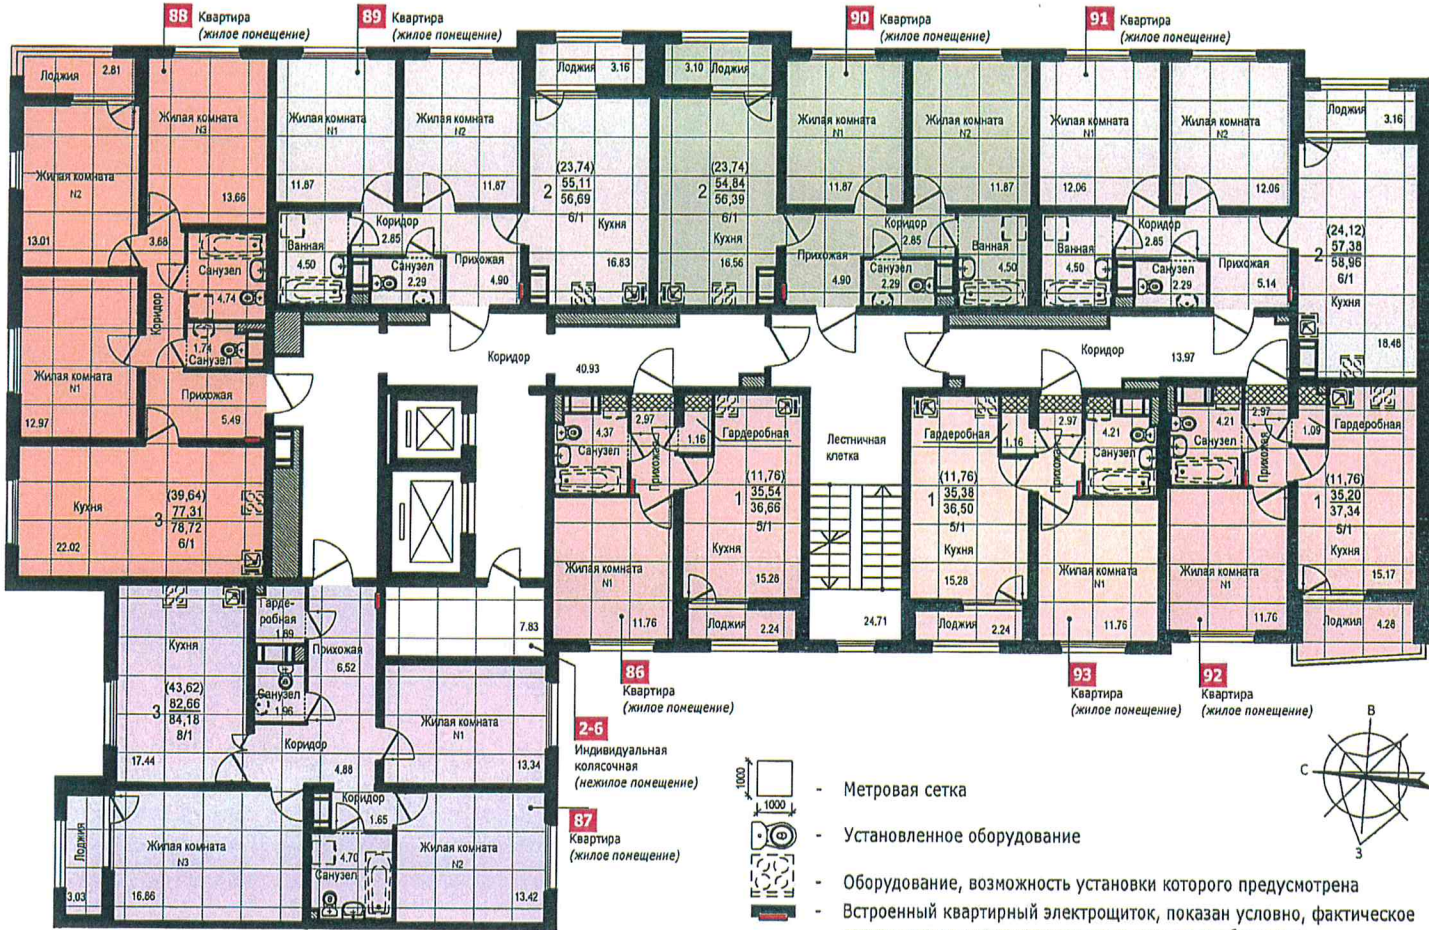 88 Квартира
(жилое помещение)
89 Квартира
(жилое помещение)
90 Квартира
(жилое помещение)
91 Квартира
(жилое помещение)
Лоджия 2.81
Жилая комната
N3
13.66
Жилая комната
N2
13.01
3.68
Санузел
4.74
Коридор
1.74
Санузел
Жилая комната
N1
12.97
Прихожая
5.49
Кухня
22.02
3
(39,64)
77,31
78,72
6/1
Жилая комната
N1
11.87
Жилая комната
N2
11.87
Лоджия 3.16
2
(23,74)
55,11
56,69
6/1
Кухня
16.83
Ванная
4.50
Коридор
2.85
Санузел
2.29
Прихожая
4.90
3.10 Лоджия
2
(23,74)
54,84
56,39
6/1
Кухня
16.56
Жилая комната
N1
11.87
Жилая комната
N2
11.87
Прихожая
4.90
Коридор
2.85
Санузел
2.29
Ванная
4.50
Жилая комната
N1
12.06
Жилая комната
N2
12.06
Лоджия
3.16
2
(24,12)
57,38
58,96
6/1
Кухня
18.48
Ванная
4.50
Коридор
2.85
Санузел
2.29
Прихожая
5.14
Коридор
40.93
Коридор
13.97
4.37
Санузел
2.97
Прихожая
1.16
Гардеробная
1
(11,76)
35,54
36,66
5/1
Кухня
15.28
Жилая комната
N1
11.76
Лоджия 2.24
Лестничная
клетка
24.71
Гардеробная
1.16
2.97
Прихожая
4.21
Санузел
1
(11,76)
35,38
36,50
5/1
Кухня
15.28
Лоджия 2.24
Жилая комната
N1
11.76
4.21
Санузел
2.97
Прихожая
1.09
Гардеробная
1
(11,76)
35,20
37,34
5/1
Кухня
15.17
Жилая комната
N1
11.76
Лоджия 4.28
Кухня
3
(43,62)
82,66
84,18
8/1
17.44
Гарде-
робная
1.69
Прихожая
6.52
Санузел
1.96
Коридор
4.88
7.83
Жилая комната
N1
13.34
Коридор
1.65
4.70
Санузел
Жилая комната
N2
13.42
Жилая комната
N3
16.86
Лоджия
3.03
86
Квартира
(жилое помещение)
93
Квартира
(жилое помещение)
92
Квартира
(жилое помещение)
2-6
Индивидуальная
колясочная
(нежилое помещение)
87
Квартира
(жилое помещение)
В
С
З
1000
1000
- Метровая сетка
- Установленное оборудование
- Оборудование, возможность установки которого предусмотрена
- Встроенный квартирный электрощиток, показан условно, фактическое